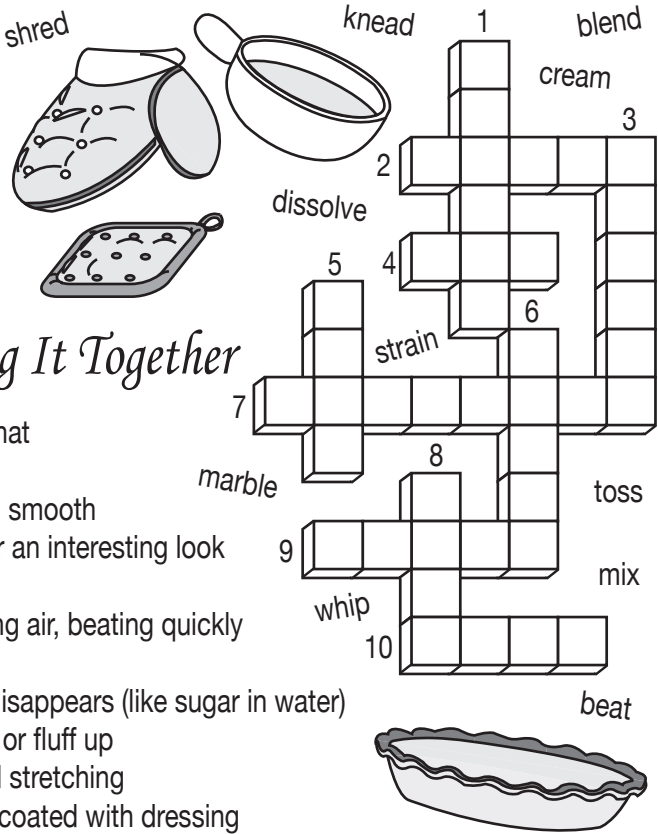 shred
knead
1
blend
cream
3
2
dissolve
5
4
6
strain
g It Together
7
hat
8
marble
toss
smooth
r an interesting look
9
mix
whip
ng air, beating quickly
10
isappears (like sugar in water)
beat
or fluff up
stretching
coated with dressing